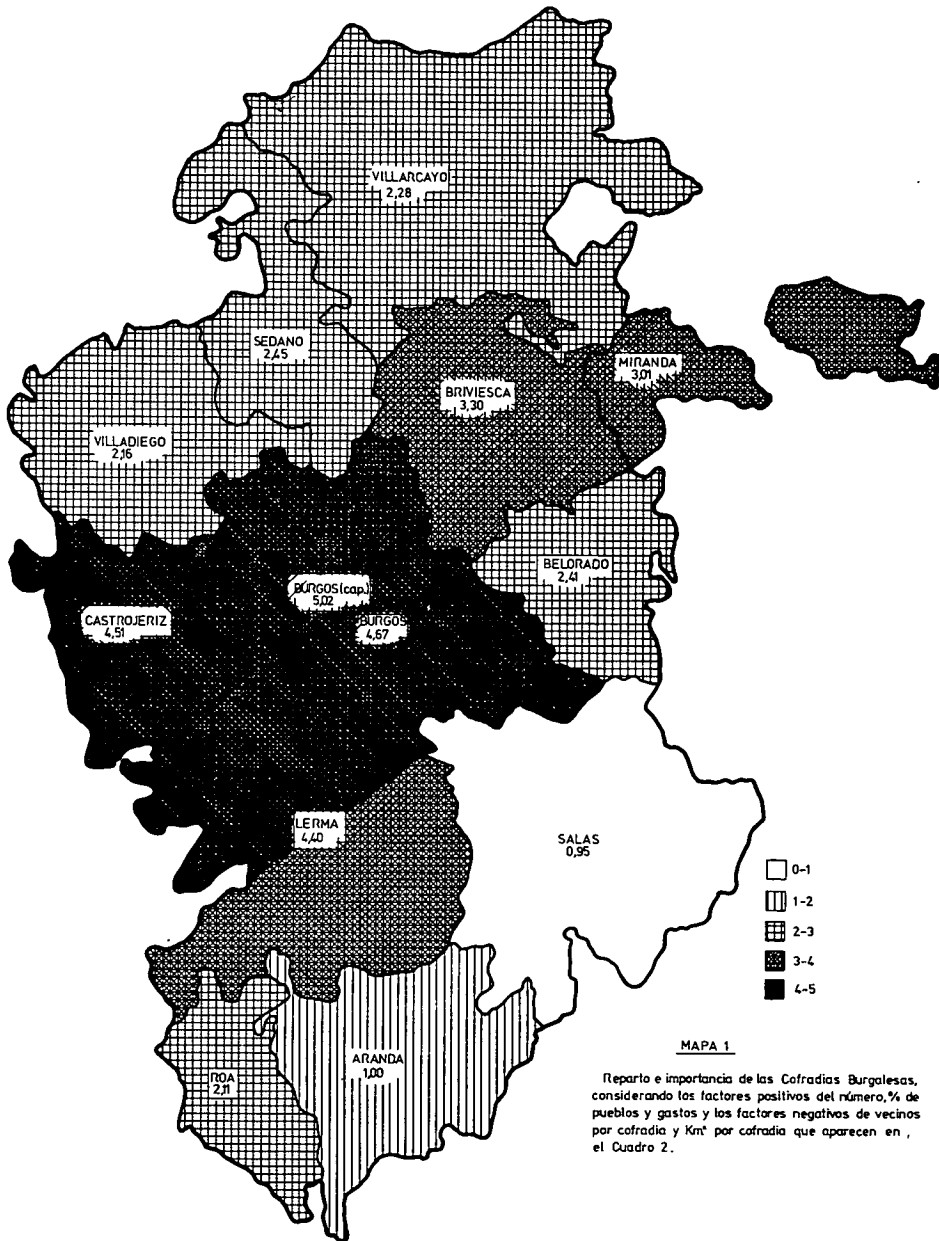 VILLARCAYO
2,28
SEDANO
2,45
MIRANDA
3,01
BRIVIESCA
3,30
VILLADIEGO
2,16
BELORADO
2,41
BÚRGOS (cap.)
5,02
BURGOS
4,67
CASTROJERIZ
4,51
LERMA
4,40
SALAS
0,95
0-1
1-2
2-3
3-4
4-5
ARANDA
1,00
ROA
2,11
MAPA 1
Reparto e importancia de las Cofradias Burgalesas,
considerando los factores positivos del número, % de
pueblos y gastos y los factores negativos de vecinos
por cofradia y Km² por cofradia que aparecen en ,
el Cuadro 2.